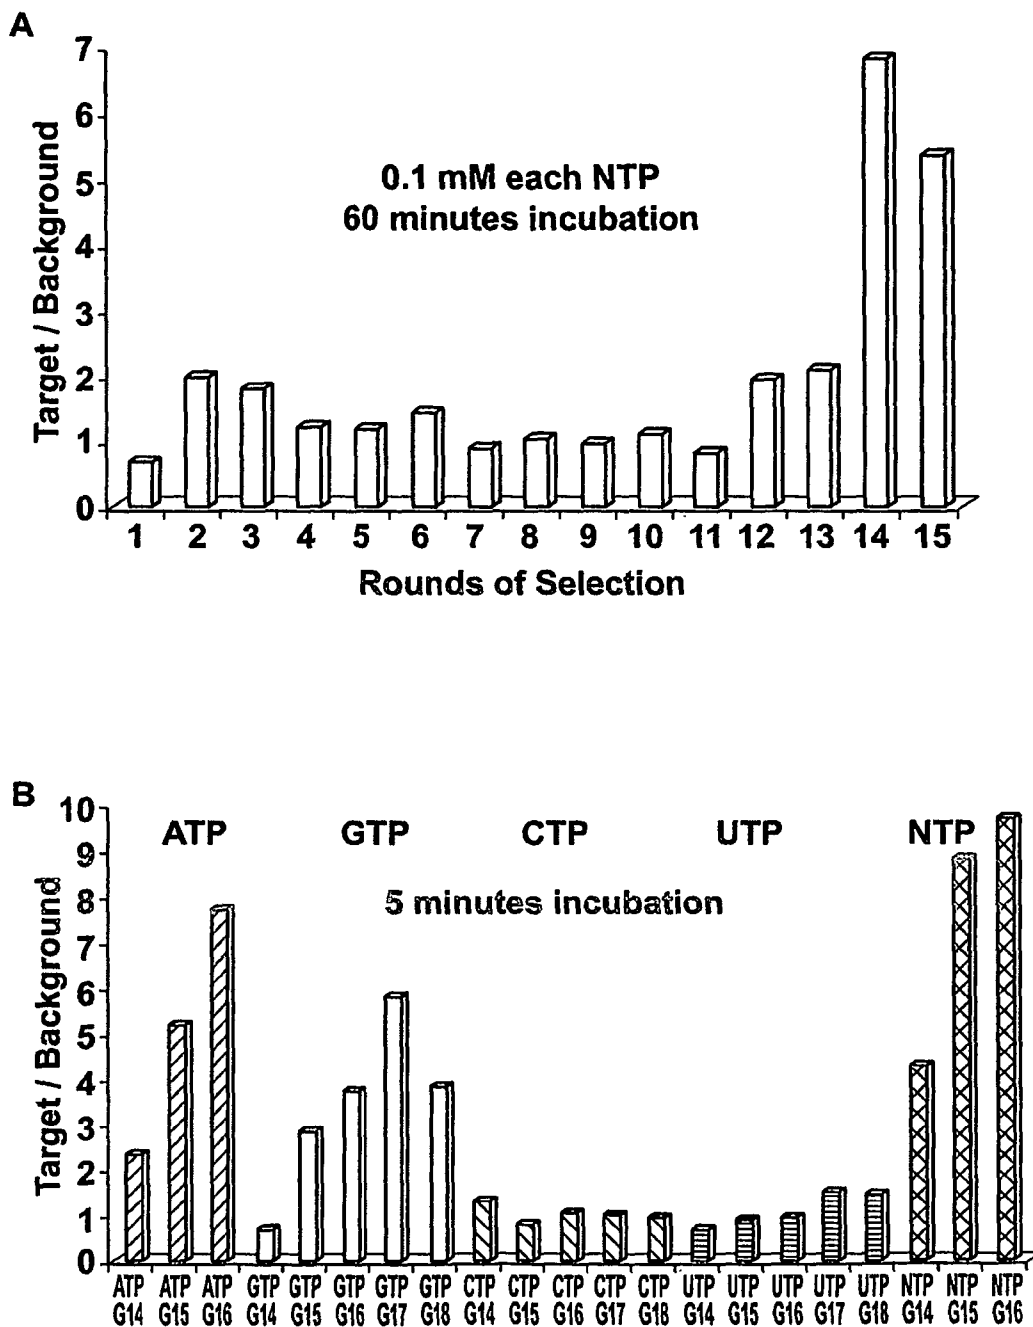 A
7
6
5
4
3
2
1
0
Target / Background
0.1 mM each NTP
60 minutes incubation
1 2 3 4 5 6 7 8 9 10 11 12 13 14 15
Rounds of Selection
B
10
9
8
7
6
5
4
3
2
1
0
Target / Background
ATP GTP CTP UTP NTP
5 minutes incubation
ATP ATP ATP GTP GTP GTP GTP GTP CTP CTP CTP CTP CTP UTP UTP UTP UTP UTP NTP NTP NTP
G14 G15 G16 G14 G15 G16 G17 G18 G14 G15 G16 G17 G18 G14 G15 G16 G17 G18 G14 G15 G16